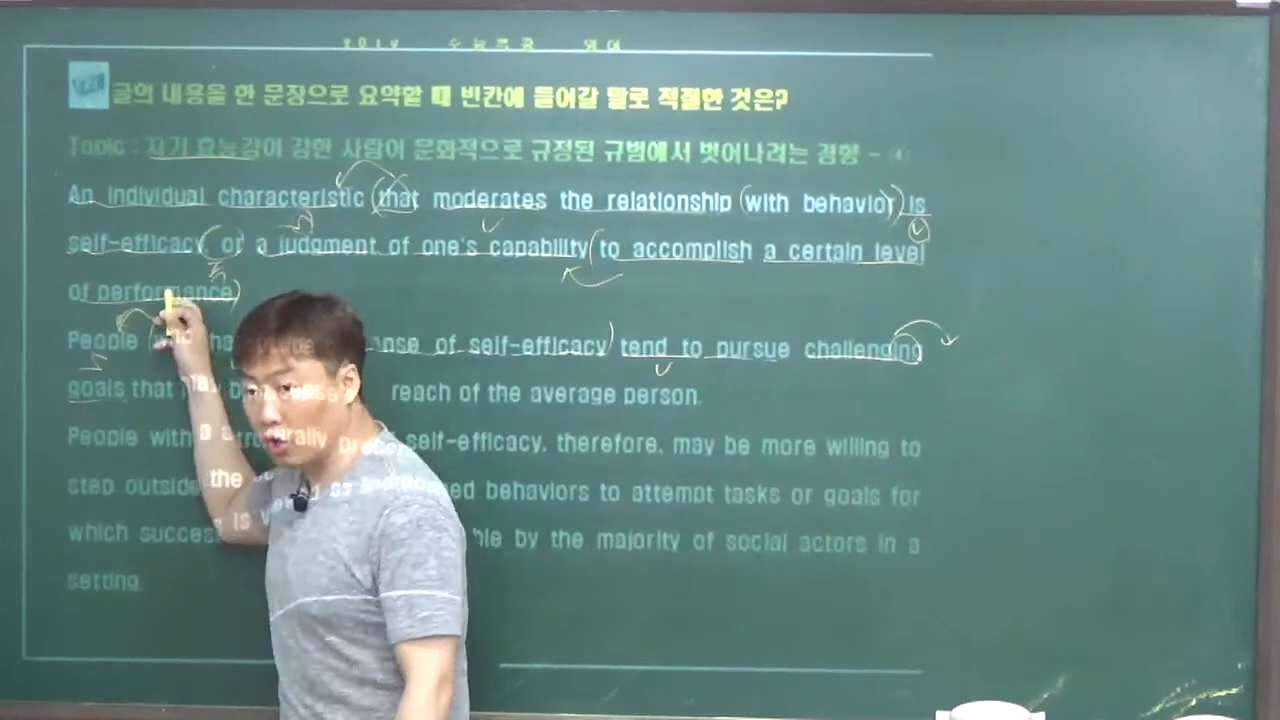 2019 수능특강 영어
글의 내용을 한 문장으로 요약할 때 빈칸에 들어갈 말로 적절한 것은?
Topic : 자기 효능감이 강한 사람이 문화적으로 규정된 규범에서 벗어나려는 경향 - ④
An individual characteristic (that moderates the relationship (with behavior)) is
self-efficacy, or a judgment of one's capability (to accomplish a certain level
of performance)
People who ha sense of self-efficacy) tend to pursue challenging
goals that may b reach of the average person.
People with a strong self-efficacy, therefore, may be more willing to
step outside the behaviors to attempt tasks or goals for
which success is by the majority of social actors in a
setting.